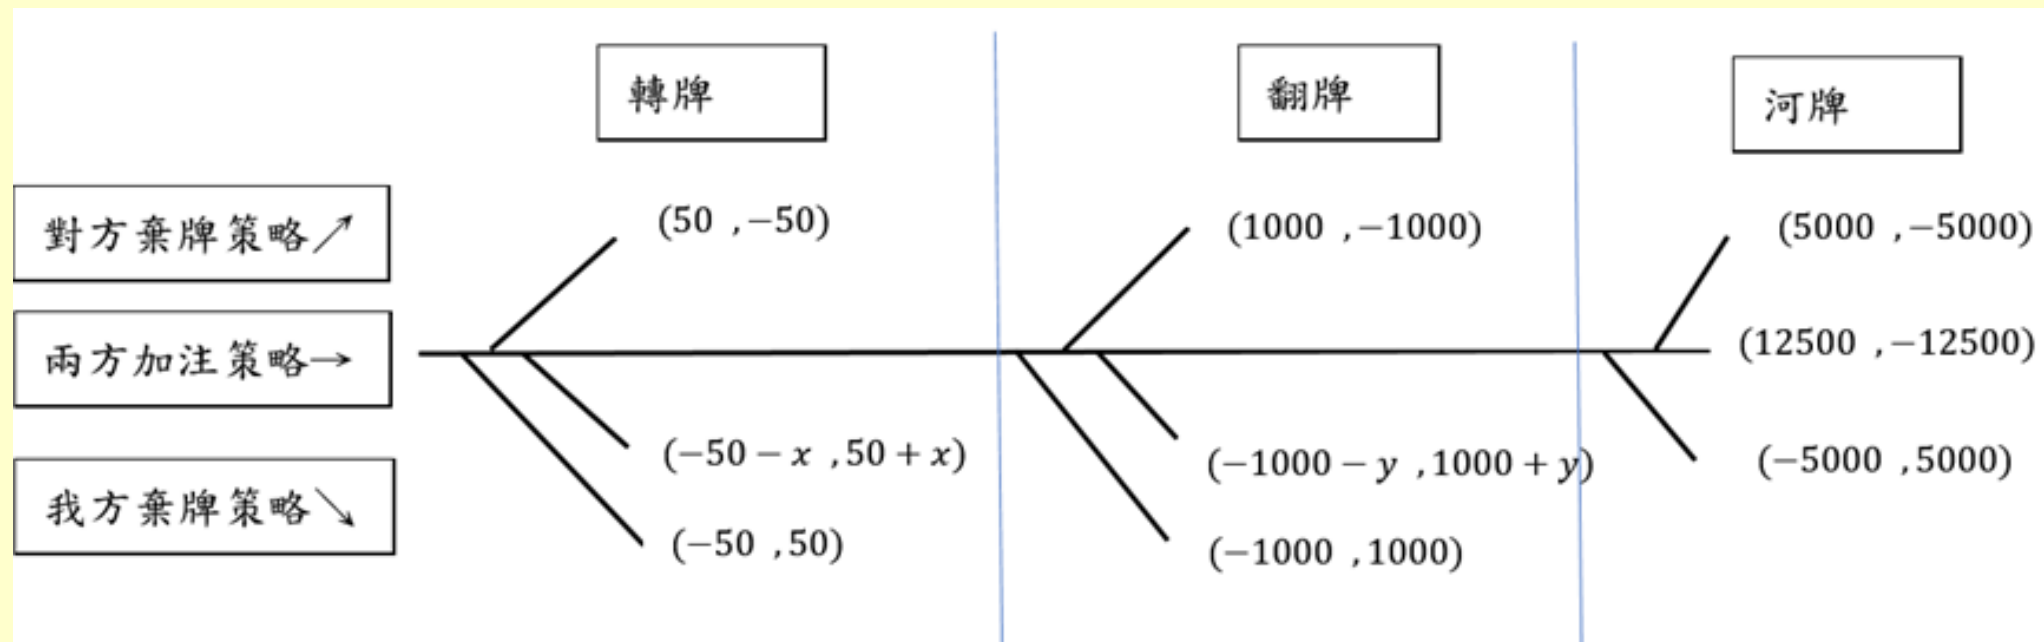 轉牌
翻牌
河牌
對方棄牌策略↗
(50 ,−50)
(1000 ,−1000)
(5000 ,−5000)
兩方加注策略→
(12500 ,−12500)
(−50 − x ,50 + x)
(−1000 − y ,1000 + y)
(−5000 ,5000)
我方棄牌策略↘
(−50 ,50)
(−1000 ,1000)